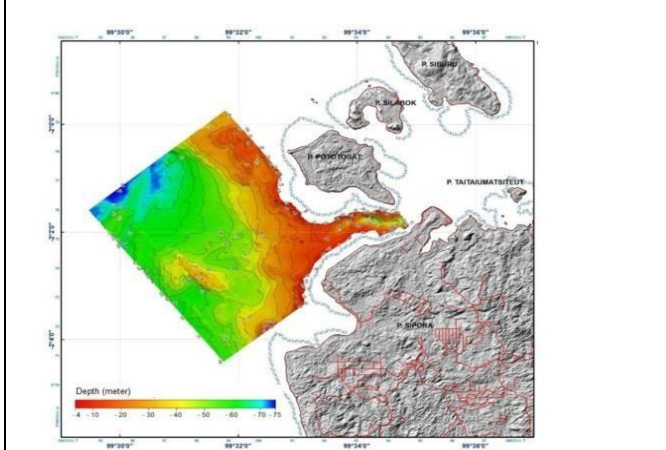 99°30'0" 99°32'0" 99°34'0" 99°36'0"
P. SIBURU
P. SILABOK
-2°0'0"
P. POTOTOGAT
P. TAITAIUMATSITEUT
-2°2'0"
P. SIPORA
-2°4'0"
Depth (meter)
-4 -10 -20 -30 -40 -50 -60 -70 -75
99°30'0" 99°32'0" 99°34'0" 99°36'0"